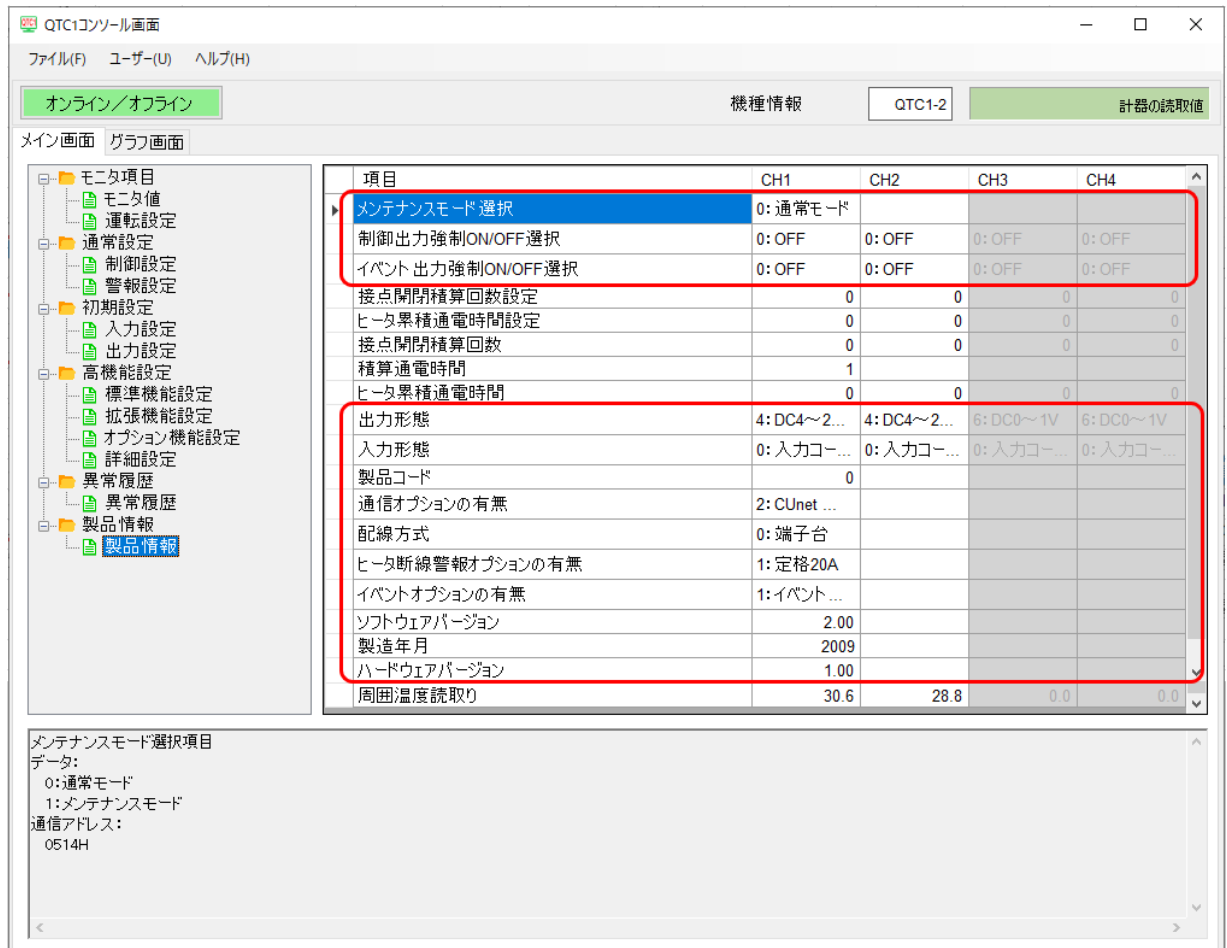 QTC1コンソール画面
ファイル(F) ユーザー(U) ヘルプ(H)
オンライン／オフライン 機種情報 QTC1-2 計器の読取値
メイン画面 グラフ画面
モニタ項目
モニタ値
運転設定
通常設定
制御設定
警報設定
初期設定
入力設定
出力設定
高機能設定
標準機能設定
拡張機能設定
オプション機能設定
詳細設定
異常履歴
異常履歴
製品情報
製品情報
項目 CH1 CH2 CH3 CH4
メンテナンスモード選択 0: 通常モード
制御出力強制ON/OFF選択 0: OFF 0: OFF 0: OFF 0: OFF
イベント出力強制ON/OFF選択 0: OFF 0: OFF 0: OFF 0: OFF
接点開閉積算回数設定 0 0 0 0
ヒータ累積通電時間設定 0 0 0 0
接点開閉積算回数 0 0 0 0
積算通電時間 1
ヒータ累積通電時間 0 0 0 0
出力形態 4: DC4～2... 4: DC4～2... 6: DC0～1V 6: DC0～1V
入力形態 0: 入力コー... 0: 入力コー... 0: 入力コー... 0: 入力コー...
製品コード 0
通信オプションの有無 2: CUnet ...
配線方式 0: 端子台
ヒータ断線警報オプションの有無 1: 定格20A
イベントオプションの有無 1: イベント...
ソフトウェアバージョン 2.00
製造年月 2009
ハードウェアバージョン 1.00
周囲温度読取り 30.6 28.8 0.0 0.0
メンテナンスモード選択項目
データ:
0:通常モード
1:メンテナンスモード
通信アドレス:
0514H